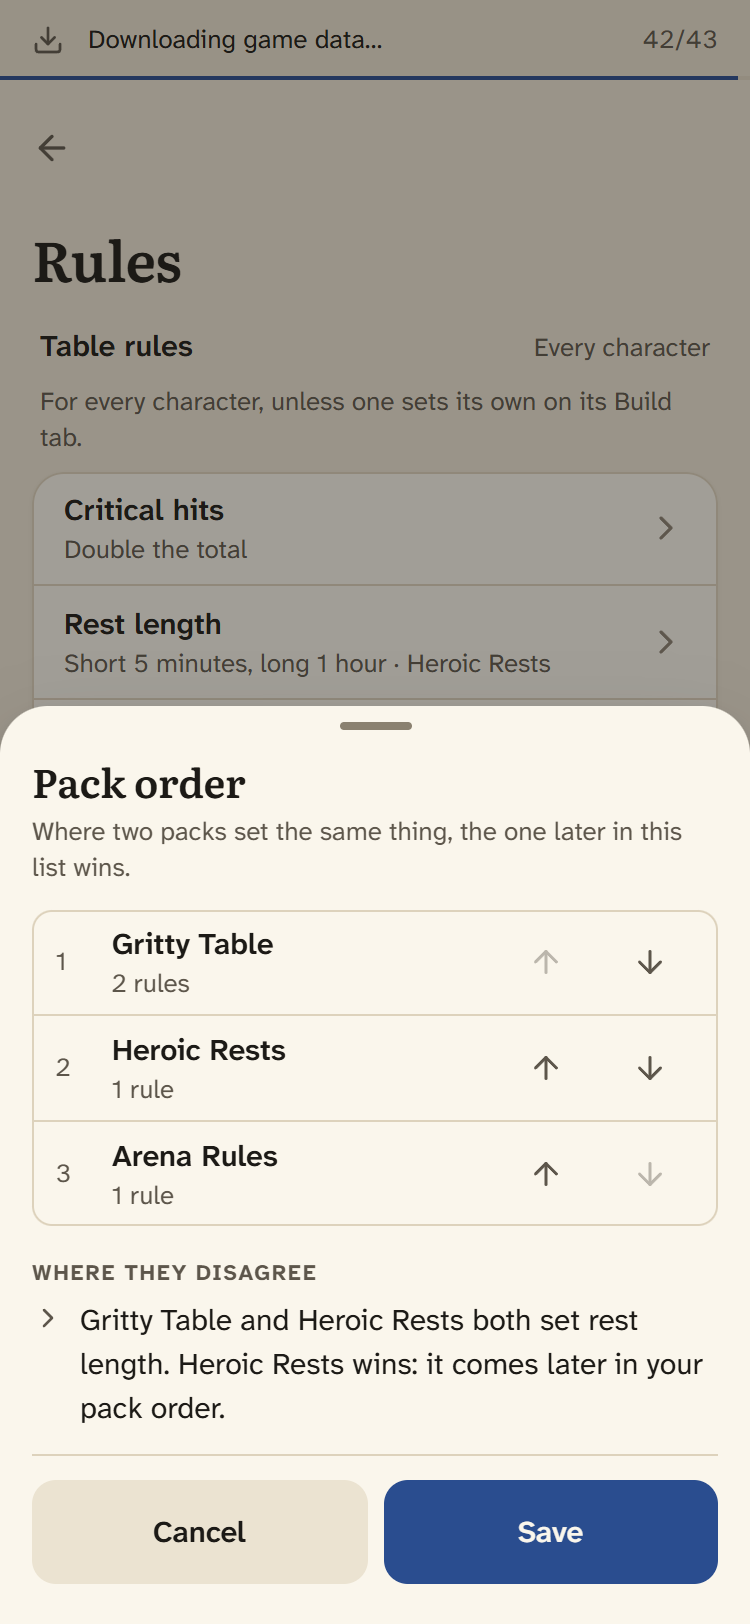 Downloading game data...
42/43
Rules
Table rules
Every character
For every character, unless one sets its own on its Build
tab.
Critical hits
Double the total
Rest length
Short 5 minutes, long 1 hour · Heroic Rests
Pack order
Where two packs set the same thing, the one later in this
list wins.
1
Gritty Table
2 rules
2
Heroic Rests
1 rule
3
Arena Rules
1 rule
WHERE THEY DISAGREE
Gritty Table and Heroic Rests both set rest
length. Heroic Rests wins: it comes later in your
pack order.
Cancel
Save